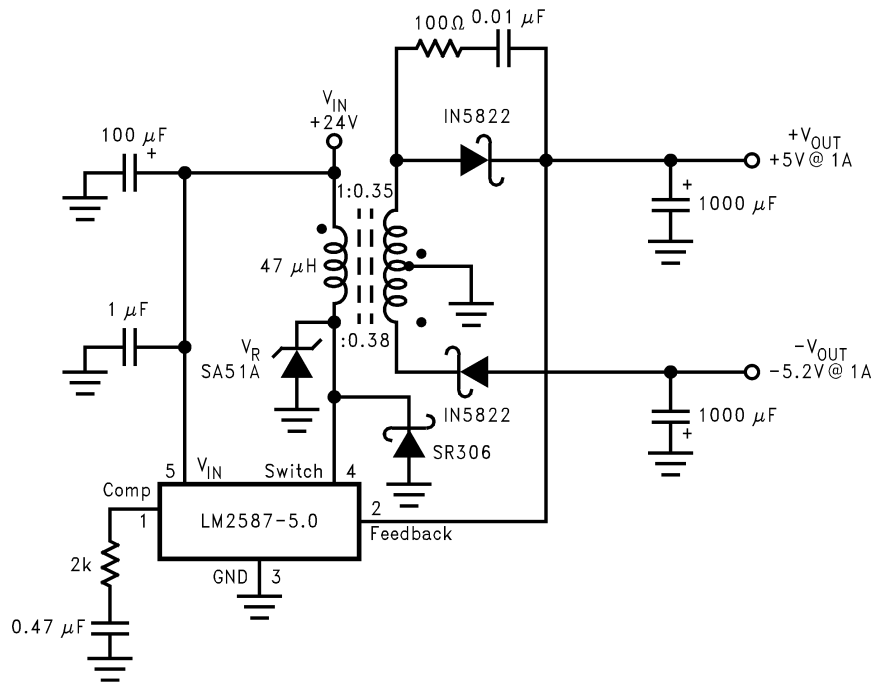 100Ω
0.01 μF
V_IN
+24V
100 μF
+
IN5822
+V_OUT
+5V@ 1A
1:0.35
+
1000 μF
47 μH
1 μF
:0.38
V_R
SA51A
-V_OUT
-5.2V@ 1A
IN5822
1000 μF
+
SR306
5
V_IN
Switch
4
Comp
1
LM2587-5.0
2
Feedback
2k
GND
3
0.47 μF